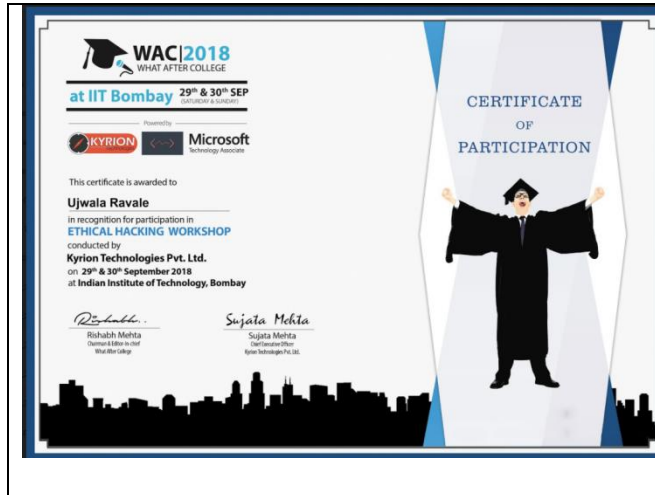 WAC|2018
WHAT AFTER COLLEGE
at IIT Bombay 29th & 30th SEP
(SATURDAY & SUNDAY)
Powered by
KYRION
Microsoft
Technology Associate
This certificate is awarded to
Ujwala Ravale
in recognition for participation in
ETHICAL HACKING WORKSHOP
conducted by
Kyrion Technologies Pvt. Ltd.
on 29th & 30th September 2018
at Indian Institute of Technology, Bombay
Rishabh..
Rishabh Mehta
Chairman & Editor-in-chief
What After College
Sujata Mehta
Sujata Mehta
Chief Executive Officer
Kyrion Technologies Pvt. Ltd.
CERTIFICATE
OF
PARTICIPATION